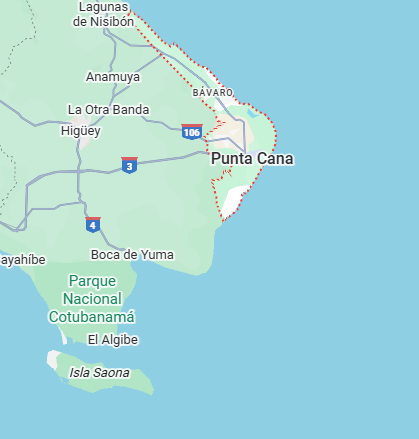 Lagunas
de Nisibón
Anamuya
BÁVARO
La Otra Banda
Higüey
106
Punta Cana
3
4
Boca de Yuma
ayahíbe
Parque
Nacional
Cotubanamá
El Algibe
Isla Saona